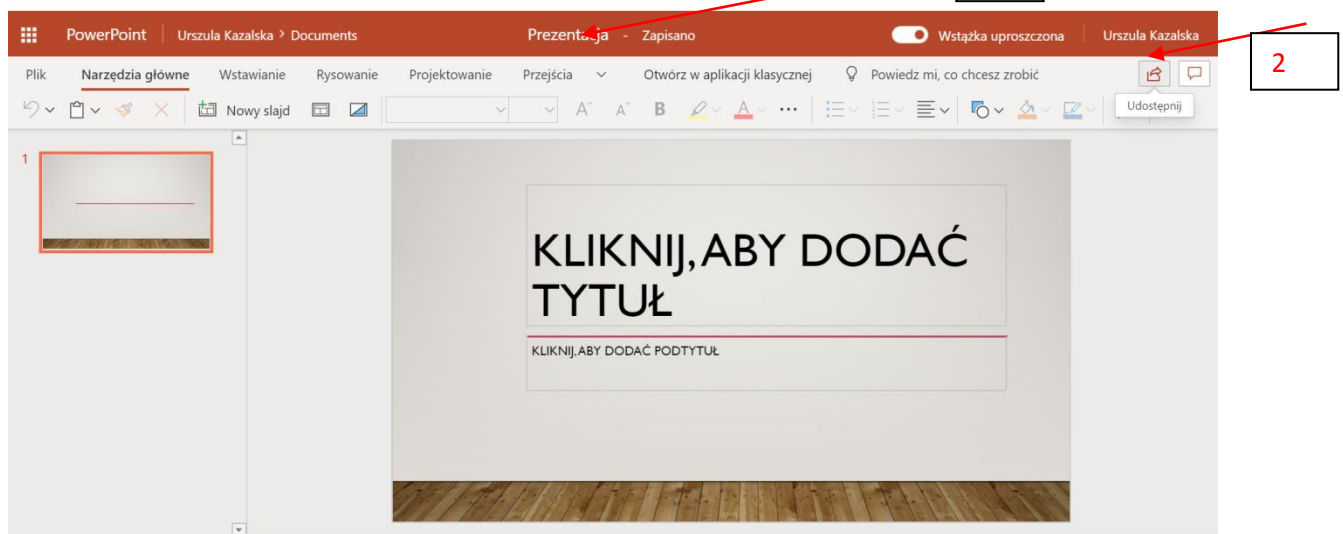 PowerPoint Urszula Kazalska > Documents Prezentacja - Zapisano Wstążka uproszczona Urszula Kazalska
2
Plik Narzędzia główne Wstawianie Rysowanie Projektowanie Przejścia Otwórz w aplikacji klasycznej Powiedz mi, co chcesz zrobić
Nowy slajd A A B A ...
Udostępnij
1
KLIKNIJ, ABY DODAĆ
TYTUŁ
KLIKNIJ, ABY DODAĆ PODTYTUŁ